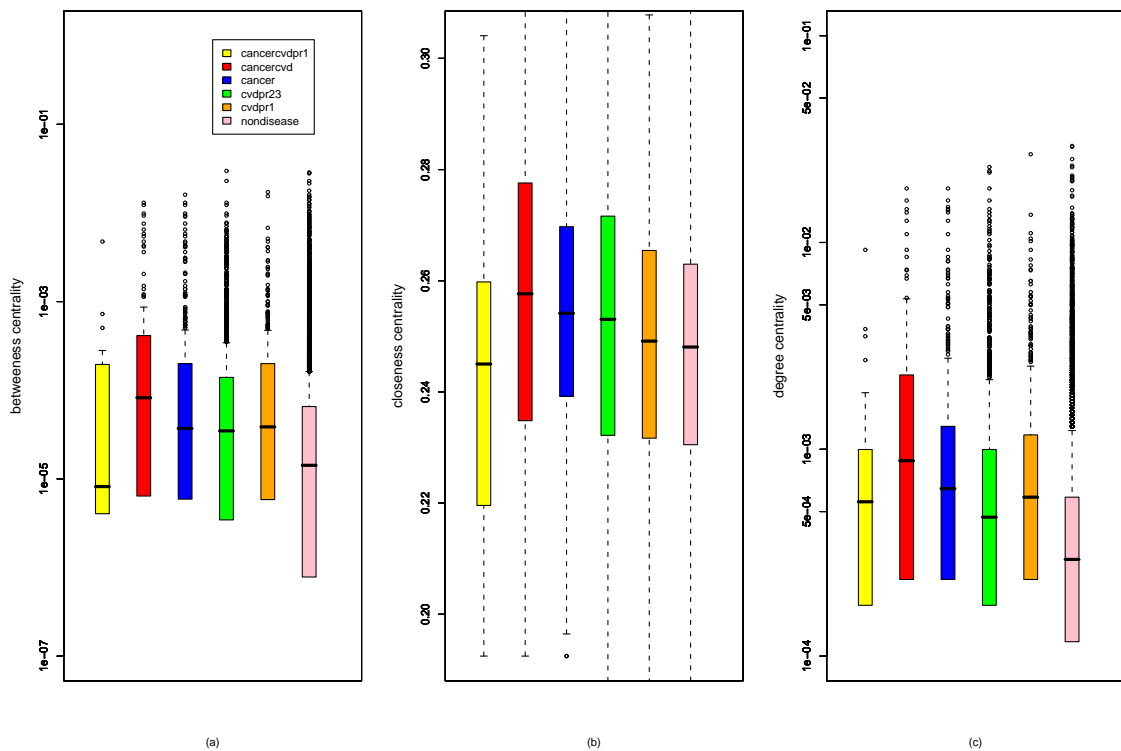 betweeness centrality
1e-01
1e-03
1e-05
1e-07
cancercvdpr1
cancercvd
cancer
cvdpr23
cvdpr1
nondisease
(a)
closeness centrality
0.30
0.28
0.26
0.24
0.22
0.20
(b)
degree centrality
1e-01
5e-02
1e-02
5e-03
1e-03
5e-04
1e-04
(c)